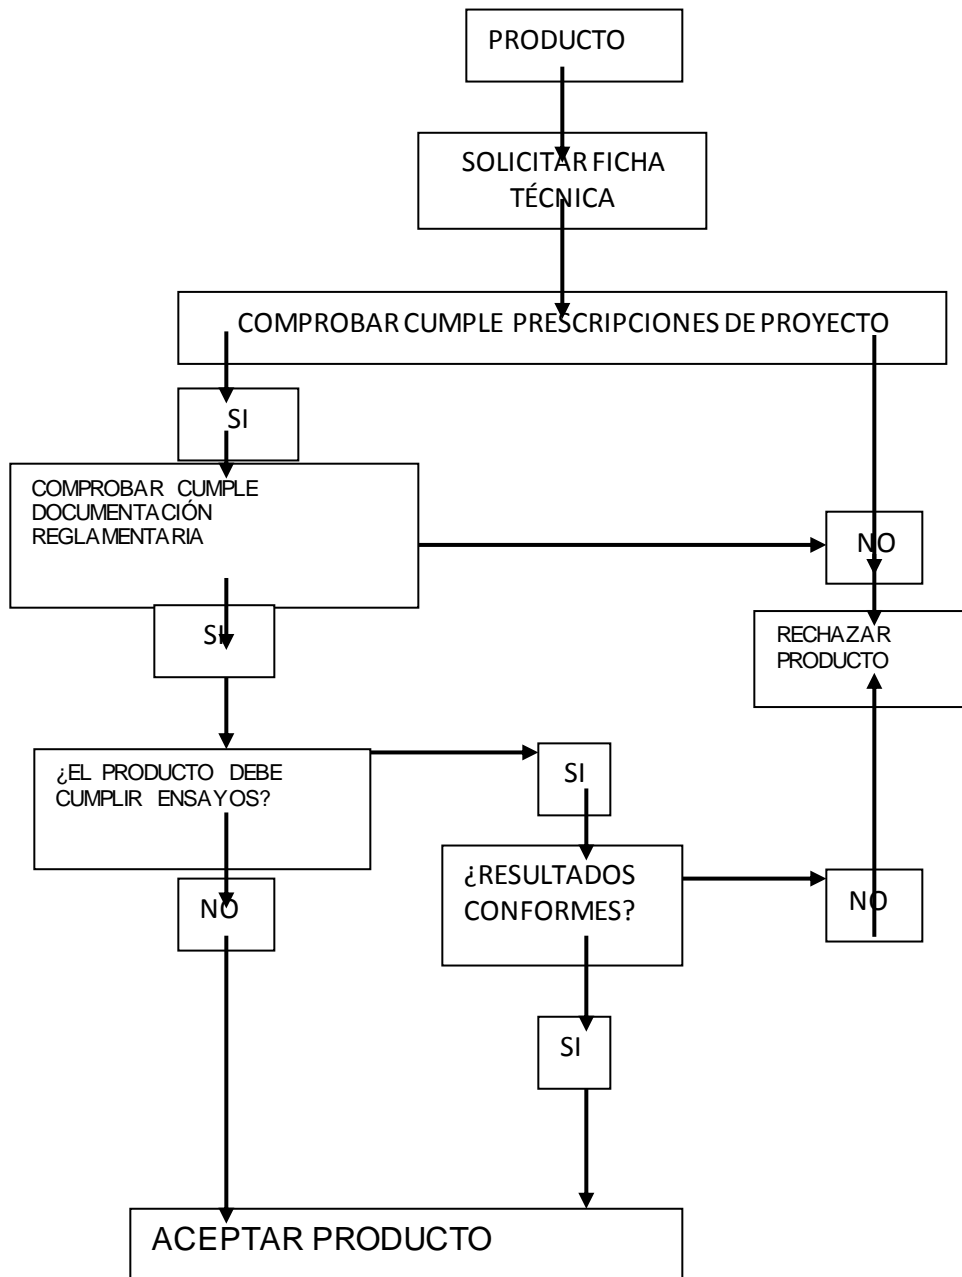 PRODUCTO
SOLICITAR FICHA
TÉCNICA
COMPROBAR CUMPLE PRESCRIPCIONES DE PROYECTO
SI
COMPROBAR CUMPLE
DOCUMENTACIÓN
REGLAMENTARIA
NO
SI
RECHAZAR
PRODUCTO
¿EL PRODUCTO DEBE
CUMPLIR ENSAYOS?
SI
¿RESULTADOS
CONFORMES?
NO
NO
SI
ACEPTAR PRODUCTO